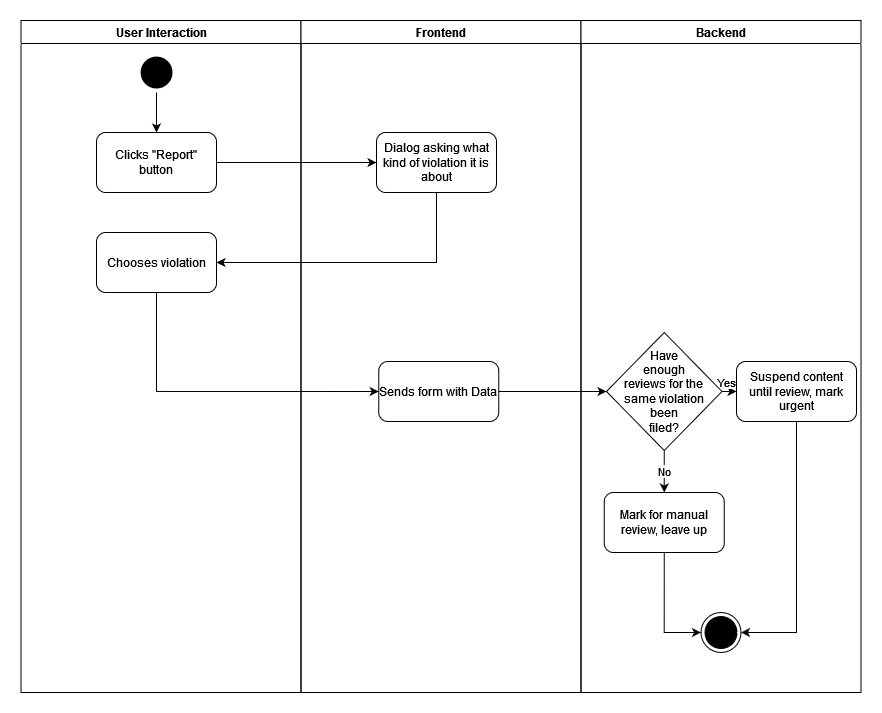 User Interaction
Frontend
Backend
Clicks "Report"
button
Dialog asking what
kind of violation it is
about
Chooses violation
Sends form with Data
Have
enough
reviews for the
same violation
been
filed?
Yes
Suspend content
until review, mark
urgent
No
Mark for manual
review, leave up